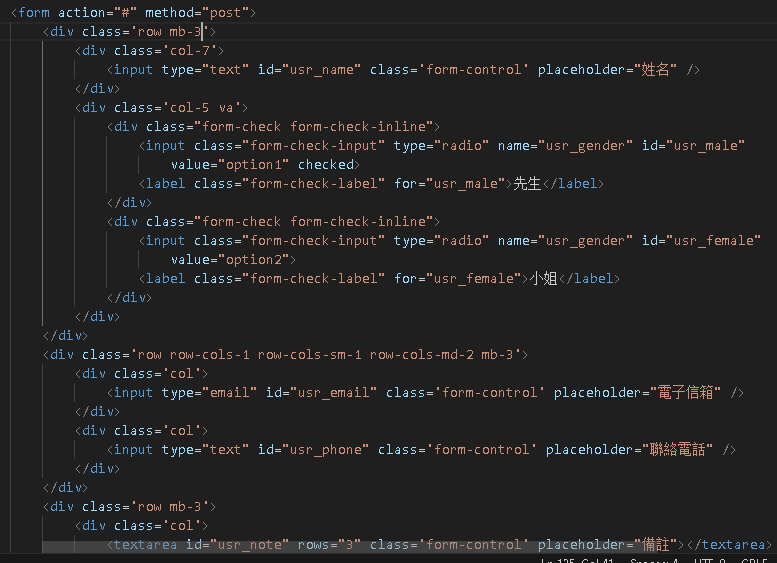 <form action="#" method="post">
<div class='row mb-3'>
<div class='col-7'>
<input type="text" id="usr_name" class='form-control' placeholder="姓名" />
</div>
<div class='col-5 va'>
<div class="form-check form-check-inline">
<input class="form-check-input" type="radio" name="usr_gender" id="usr_male"
value="option1" checked>
<label class="form-check-label" for="usr_male">先生</label>
</div>
<div class="form-check form-check-inline">
<input class="form-check-input" type="radio" name="usr_gender" id="usr_female"
value="option2">
<label class="form-check-label" for="usr_female">小姐</label>
</div>
</div>
</div>
<div class='row row-cols-1 row-cols-sm-1 row-cols-md-2 mb-3'>
<div class='col'>
<input type="email" id="usr_email" class='form-control' placeholder="電子信箱" />
</div>
<div class='col'>
<input type="text" id="usr_phone" class='form-control' placeholder="聯絡電話" />
</div>
</div>
<div class='row mb-3'>
<div class='col'>
<textarea id="usr_note" rows="3" class='form-control' placeholder="備註"></textarea>